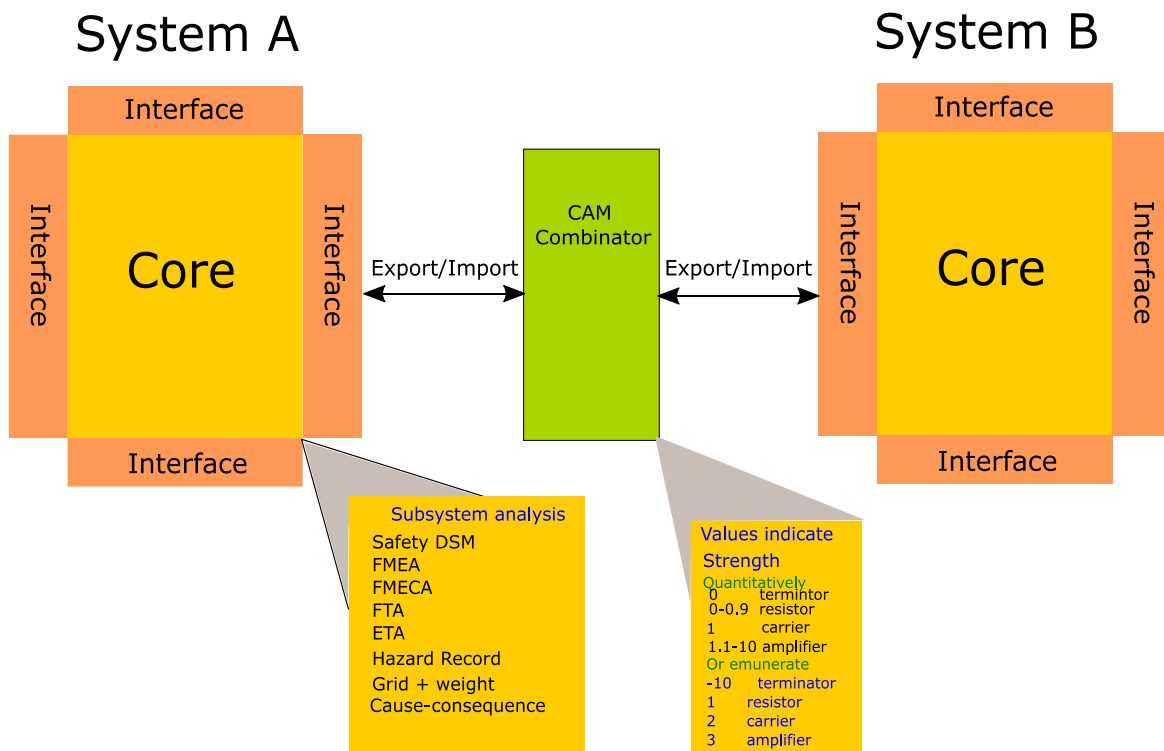 System A
System B
Interface
Interface
Interface
Core
Interface
Interface
Core
Interface
CAM
Combinator
Interface
Interface
Export/Import
Export/Import
Interface
Subsystem analysis
Safety DSM
FMEA
FMECA
FTA
ETA
Hazard Record
Grid + weight
Cause-consequence
Values indicate
Strength
Quantitatively
0 termintor
0-0.9 resistor
1 carrier
1.1-10 amplifier
Or emunerate
-10 terminator
1 resistor
2 carrier
3 amplifier